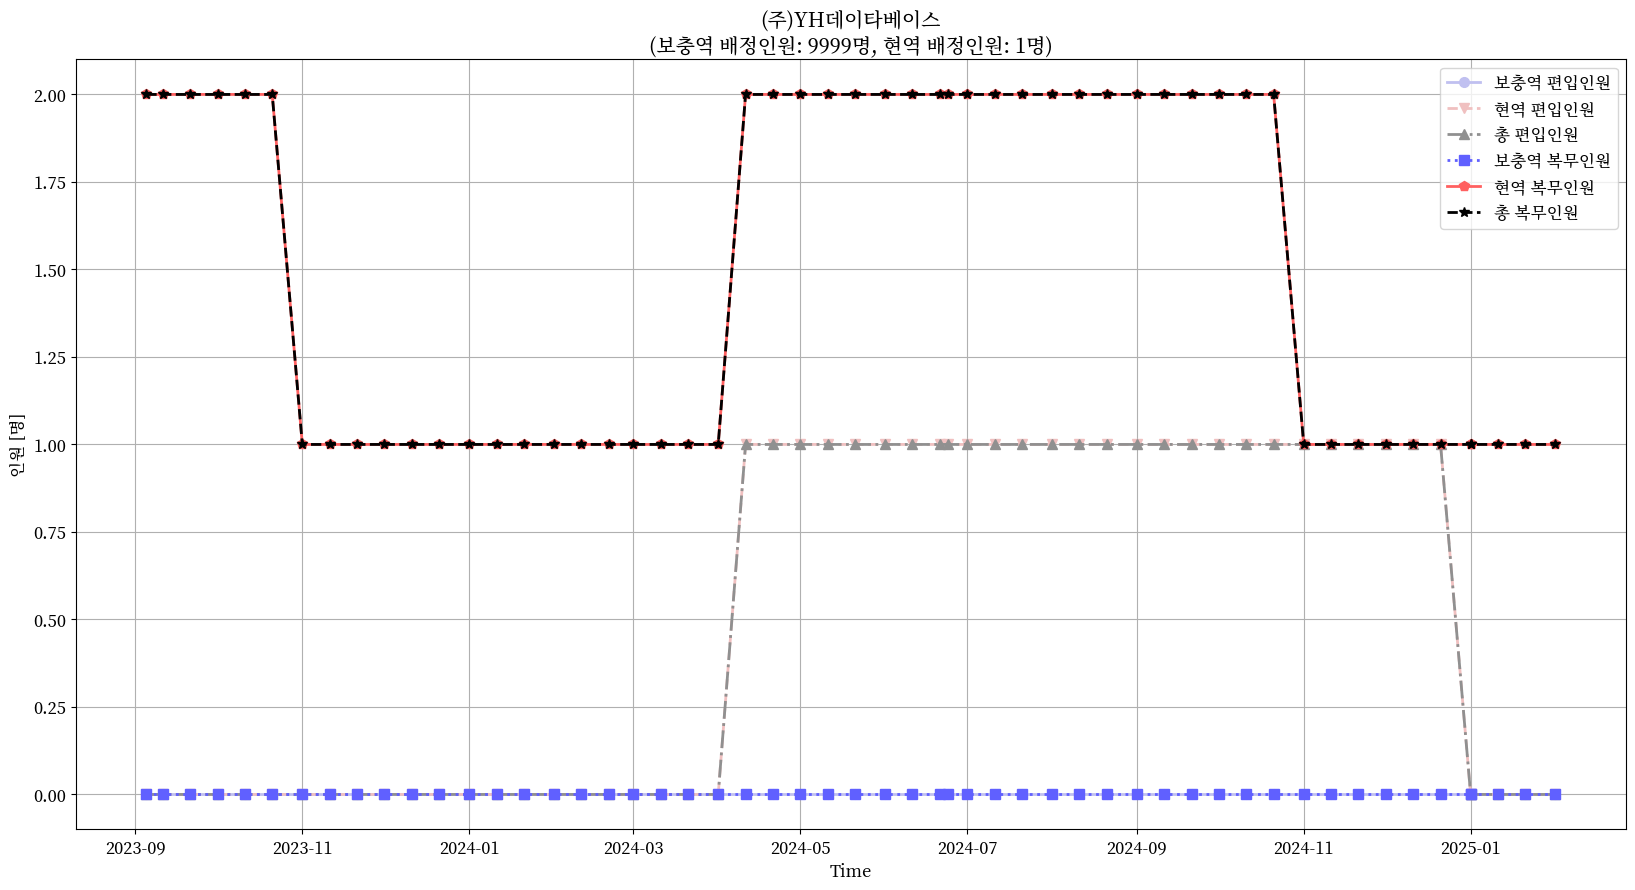 (주)YH데이타베이스
(보충역 배정인원: 9999명, 현역 배정인원: 1명)
보충역 편입인원
현역 편입인원
총 편입인원
보충역 복무인원
현역 복무인원
총 복무인원
인원 [명]
2.00
1.75
1.50
1.25
1.00
0.75
0.50
0.25
0.00
2023-09
2023-11
2024-01
2024-03
2024-05
2024-07
2024-09
2024-11
2025-01
Time